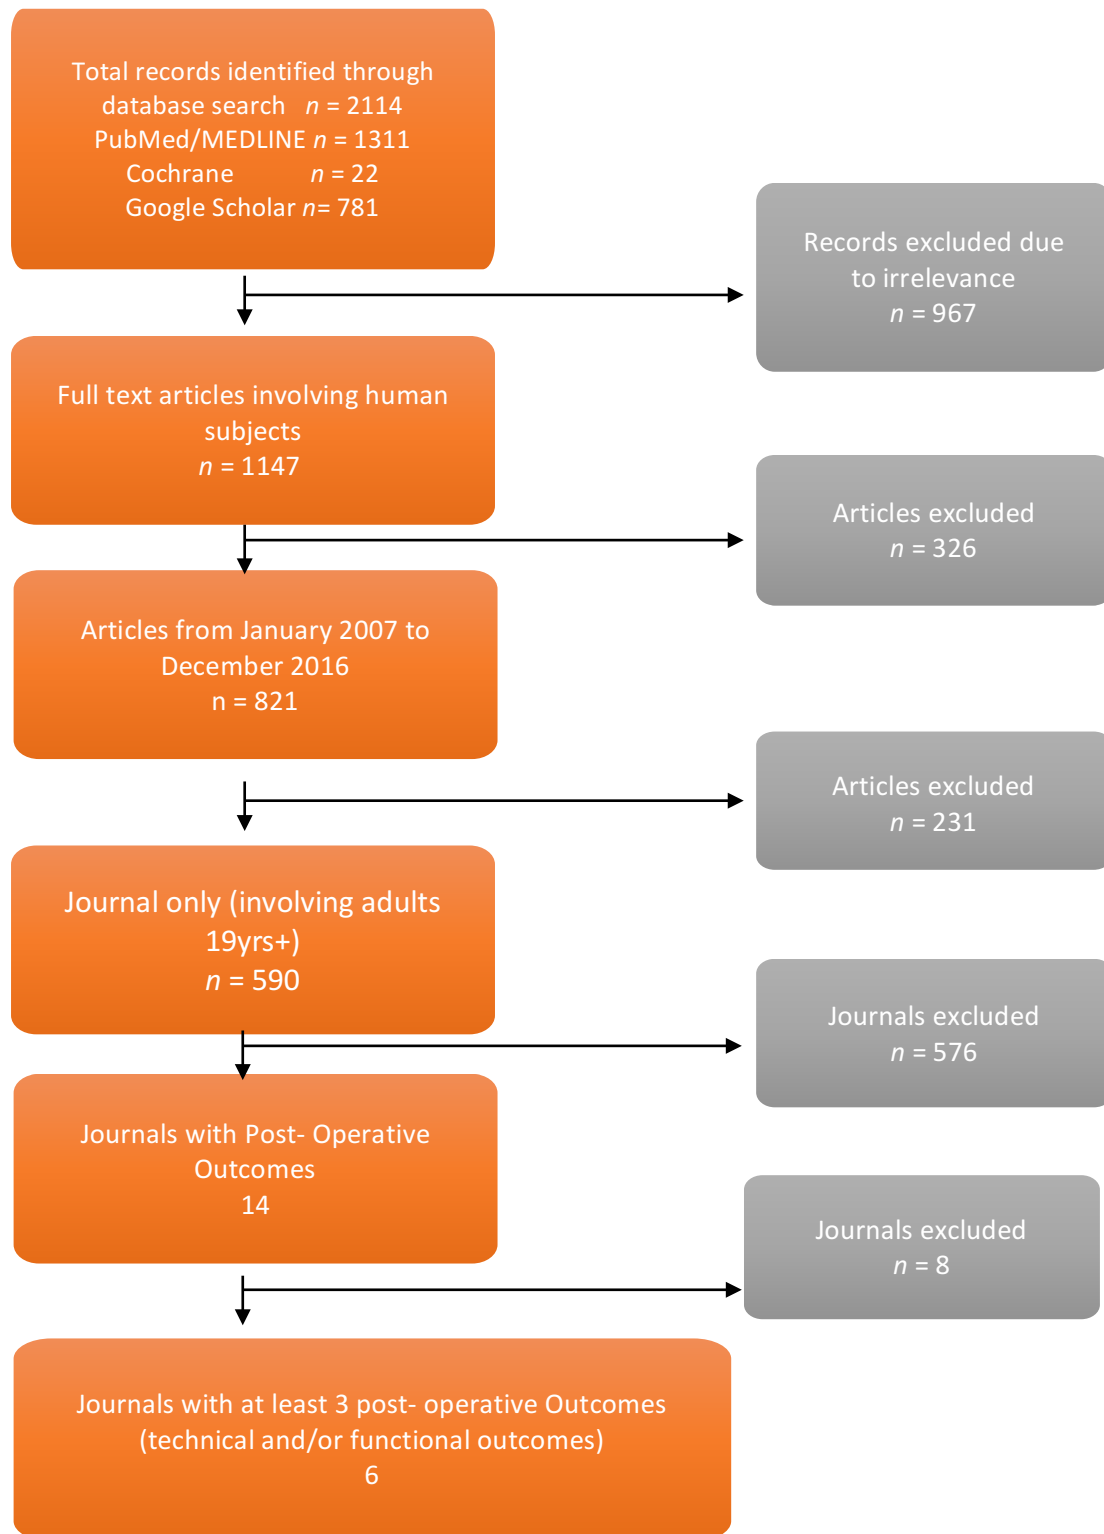 Total records identified through
database search n = 2114
PubMed/MEDLINE n = 1311
Cochrane n = 22
Google Scholar n= 781
Records excluded due
to irrelevance
n = 967
Full text articles involving human
subjects
n = 1147
Articles excluded
n = 326
Articles from January 2007 to
December 2016
n = 821
Articles excluded
n = 231
Journal only (involving adults
19yrs+)
n = 590
Journals excluded
n = 576
Journals with Post- Operative
Outcomes
14
Journals excluded
n = 8
Journals with at least 3 post- operative Outcomes
(technical and/or functional outcomes)
6